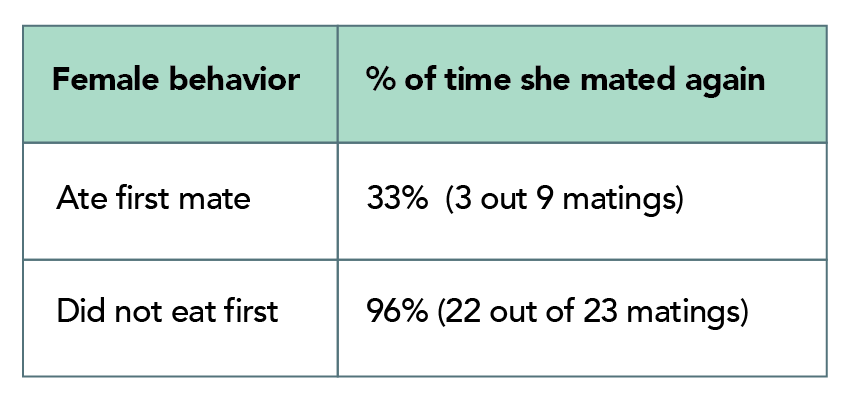 Female behavior
% of time she mated again
Ate first mate
33% (3 out 9 matings)
Did not eat first
96% (22 out of 23 matings)